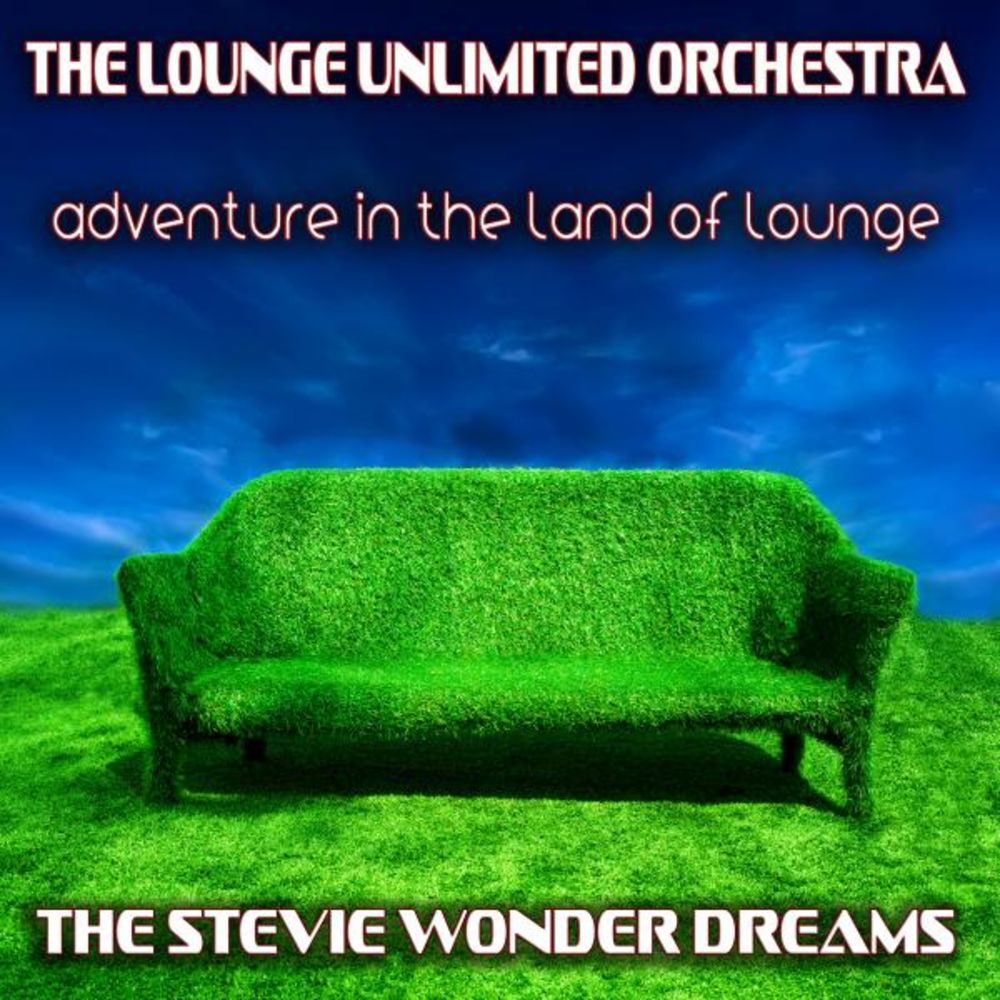 THE LOUNGE UNLIMITED ORCHESTRA
adventure in the land of lounge
THE STEVIE WONDER DREAMS